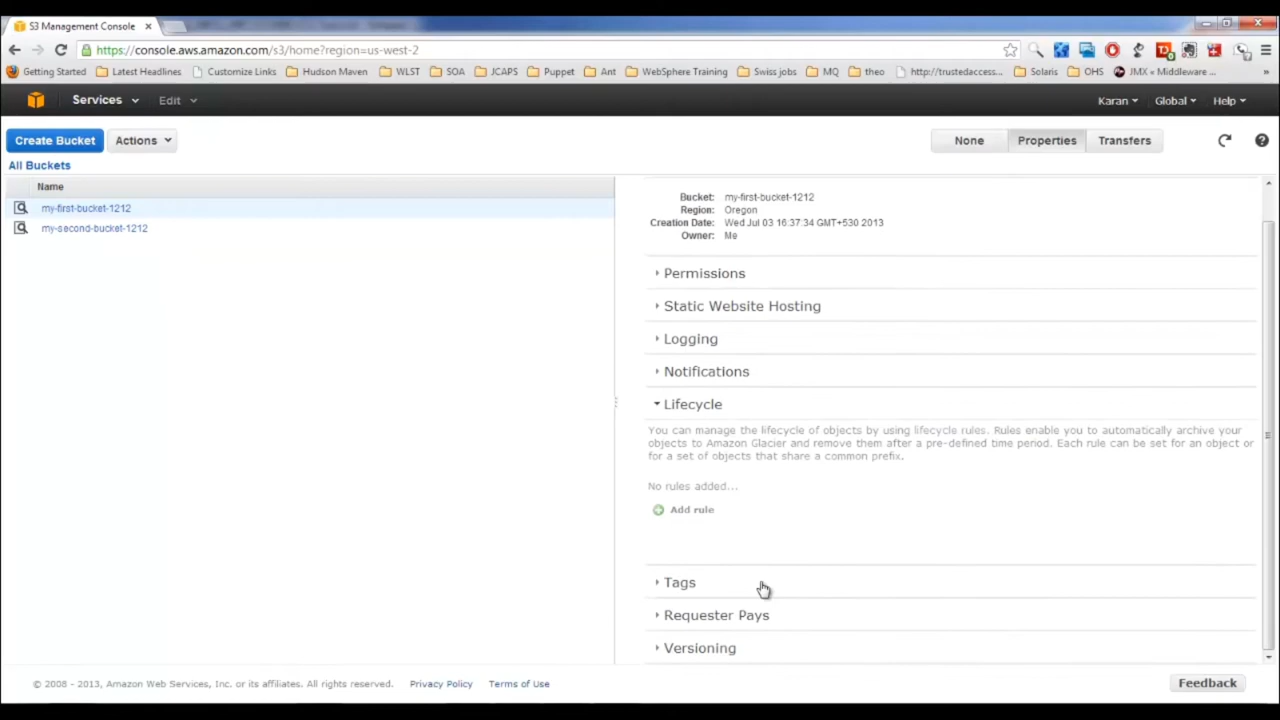 S3 Management Console
https://console.aws.amazon.com/s3/home?region=us-west-2
Getting Started Latest Headlines Customize Links Hudson Maven WLST SOA JCAPS Puppet Ant WebSphere Training Swiss jobs MQ theo http://trustedaccess... Solaris OHS JMX « Middleware ... »
Services Edit Karan Global Help
Create Bucket Actions None Properties Transfers
All Buckets
Name
my-first-bucket-1212
my-second-bucket-1212
Bucket: my-first-bucket-1212
Region: Oregon
Creation Date: Wed Jul 03 16:37:34 GMT+530 2013
Owner: Me
Permissions
Static Website Hosting
Logging
Notifications
Lifecycle
You can manage the lifecycle of objects by using lifecycle rules. Rules enable you to automatically archive your
objects to Amazon Glacier and remove them after a pre-defined time period. Each rule can be set for an object or
for a set of objects that share a common prefix.
No rules added...
Add rule
Tags
Requester Pays
Versioning
© 2008 - 2013, Amazon Web Services, Inc. or its affiliates. All rights reserved. Privacy Policy Terms of Use Feedback